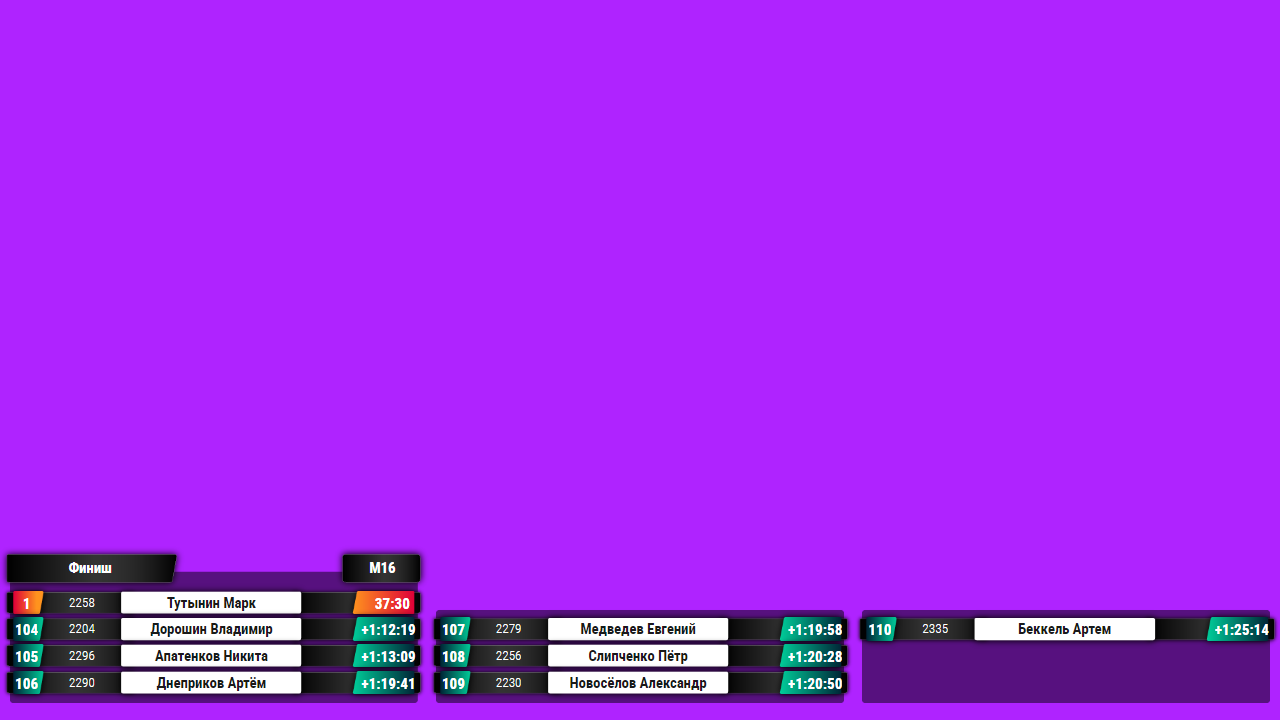 Финиш M16
1 2258 Тутынин Марк 37:30
104 2204 Дорошин Владимир +1:12:19
105 2296 Апатенков Никита +1:13:09
106 2290 Днеприков Артём +1:19:41
107 2279 Медведев Евгений +1:19:58
108 2256 Слипченко Пётр +1:20:28
109 2230 Новосёлов Александр +1:20:50
110 2335 Беккель Артем +1:25:14